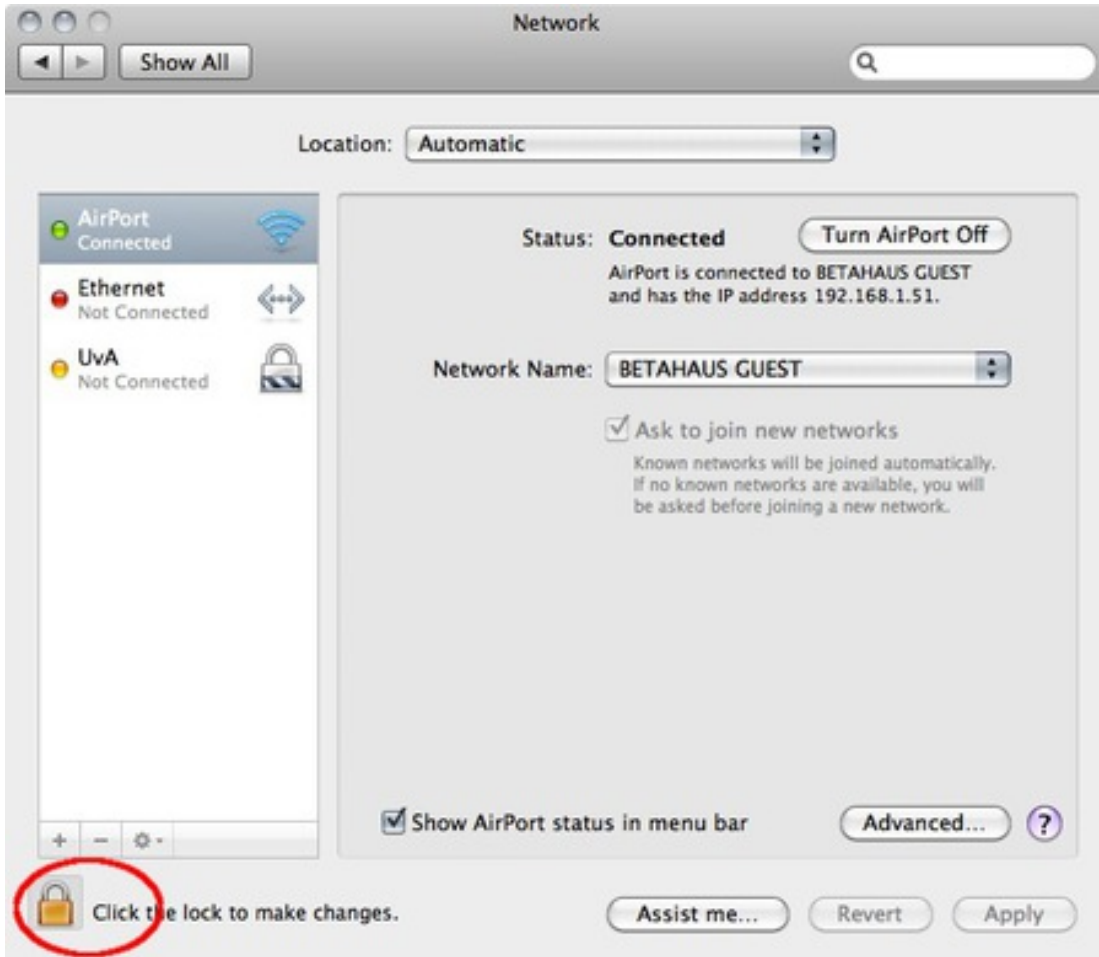 Network
Show All
Location: Automatic
AirPort
Connected
Ethernet
Not Connected
UvA
Not Connected
Status: Connected
Turn AirPort Off
AirPort is connected to BETAHAUS GUEST
and has the IP address 192.168.1.51.
Network Name: BETAHAUS GUEST
Ask to join new networks
Known networks will be joined automatically.
If no known networks are available, you will
be asked before joining a new network.
Show AirPort status in menu bar
Advanced... ?
Click the lock to make changes.
Assist me... Revert Apply